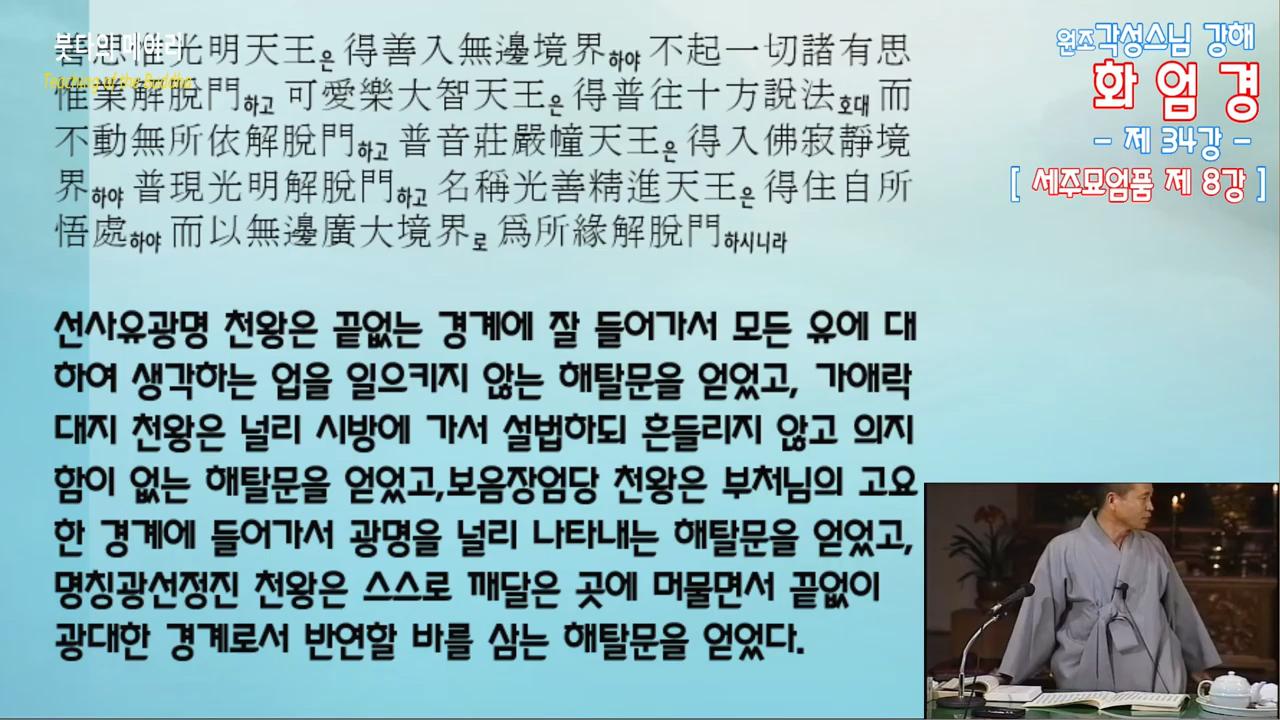 善思惟光明天王은 得善入無邊境界하야 不起一切諸有思
惟業解脫門하고 可愛樂大智天王은 得普往十方說法호대 而
不動無所依解脫門하고 普音莊嚴幢天王은 得入佛寂靜境
界하야 普現光明解脫門하고 名稱光善精進天王은 得住自所
悟處하야 而以無邊廣大境界로 爲所緣解脫門하시니라
선사유광명 천왕은 끝없는 경계에 잘 들어가서 모든 유에 대
하여 생각하는 업을 일으키지 않는 해탈문을 얻었고, 가애락
대지 천왕은 널리 시방에 가서 설법하되 흔들리지 않고 의지
함이 없는 해탈문을 얻었고,보음장엄당 천왕은 부처님의 고요
한 경계에 들어가서 광명을 널리 나타내는 해탈문을 얻었고,
명칭광선정진 천왕은 스스로 깨달은 곳에 머물면서 끝없이
광대한 경계로서 반연할 바를 삼는 해탈문을 얻었다.
붓다의 메아리
Teaching of the Buddha
원조각성스님 강해
화 엄 경
- 제 34강 -
[ 세주묘엄품 제 8강 ]